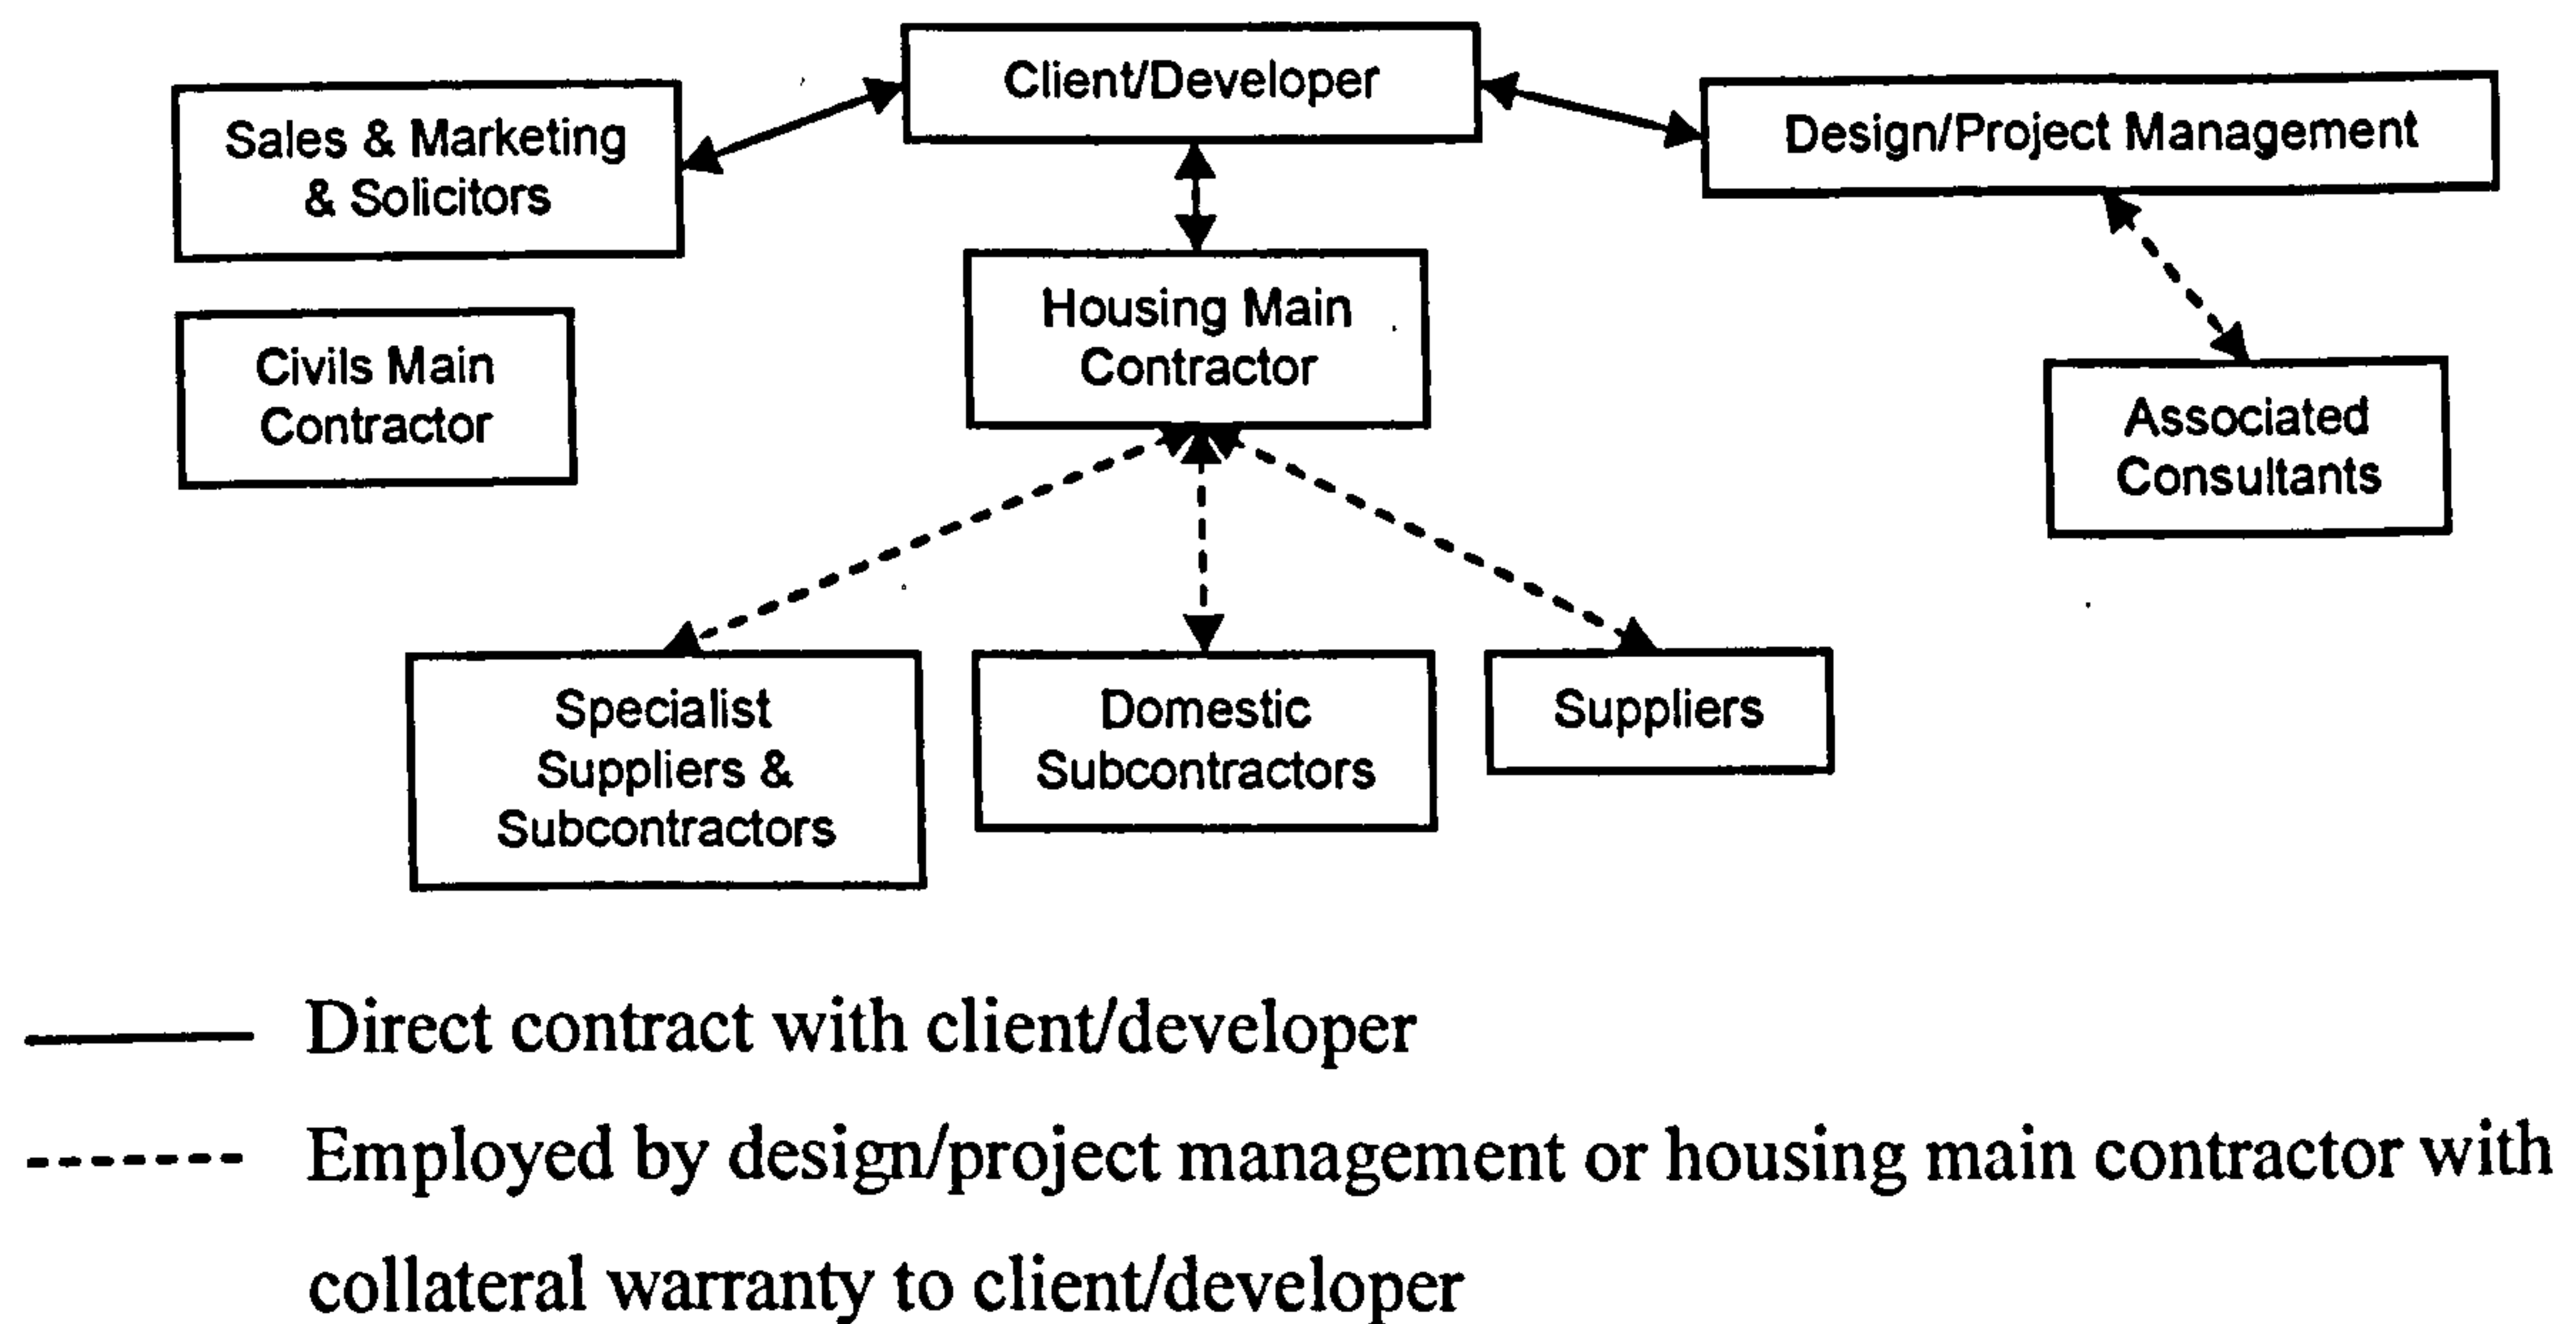 Client/Developer
Sales & Marketing
& Solicitors
Design/Project Management
Civils Main
Contractor
Housing Main
Contractor
Associated
Consultants
Specialist
Suppliers &
Subcontractors
Domestic
Subcontractors
Suppliers
Direct contract with client/developer
Employed by design/project management or housing main contractor with
collateral warranty to client/developer